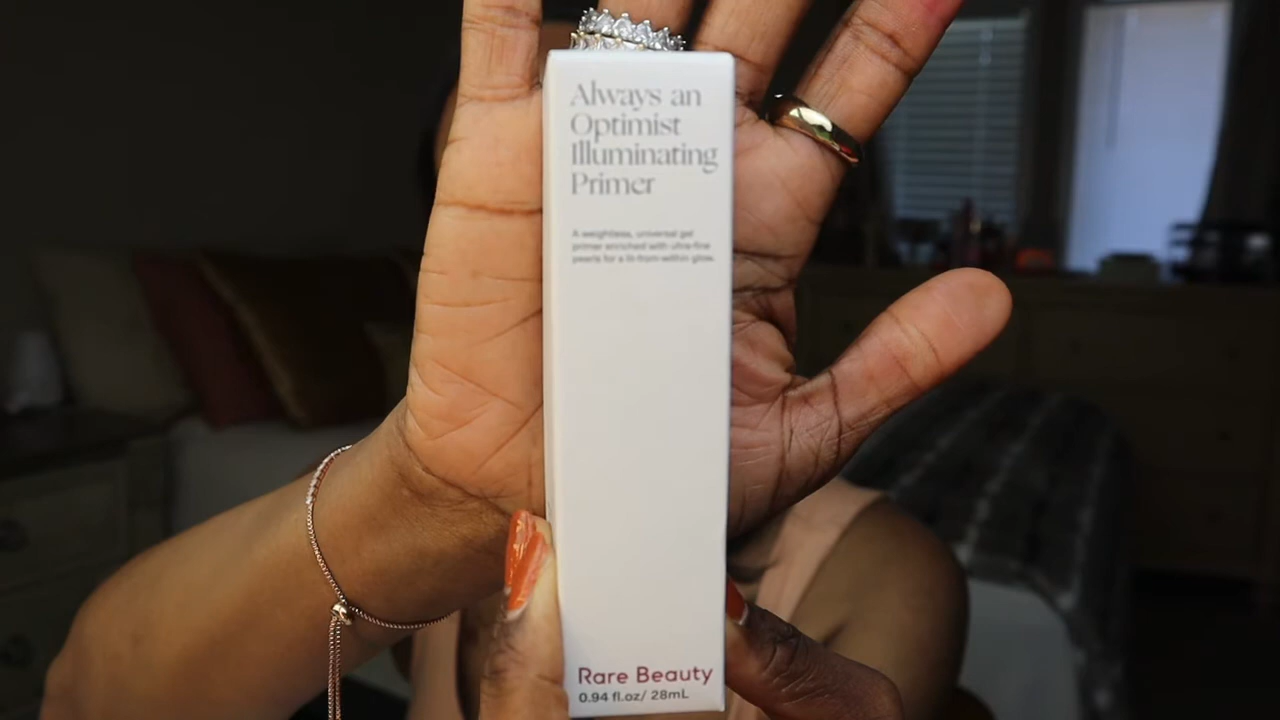 Always an
Optimist
Illuminating
Primer
A weightless, universal gel
primer enriched with ultra-fine
pearls for a lit-from-within glow.
Rare Beauty
0.94 fl.oz/ 28mL